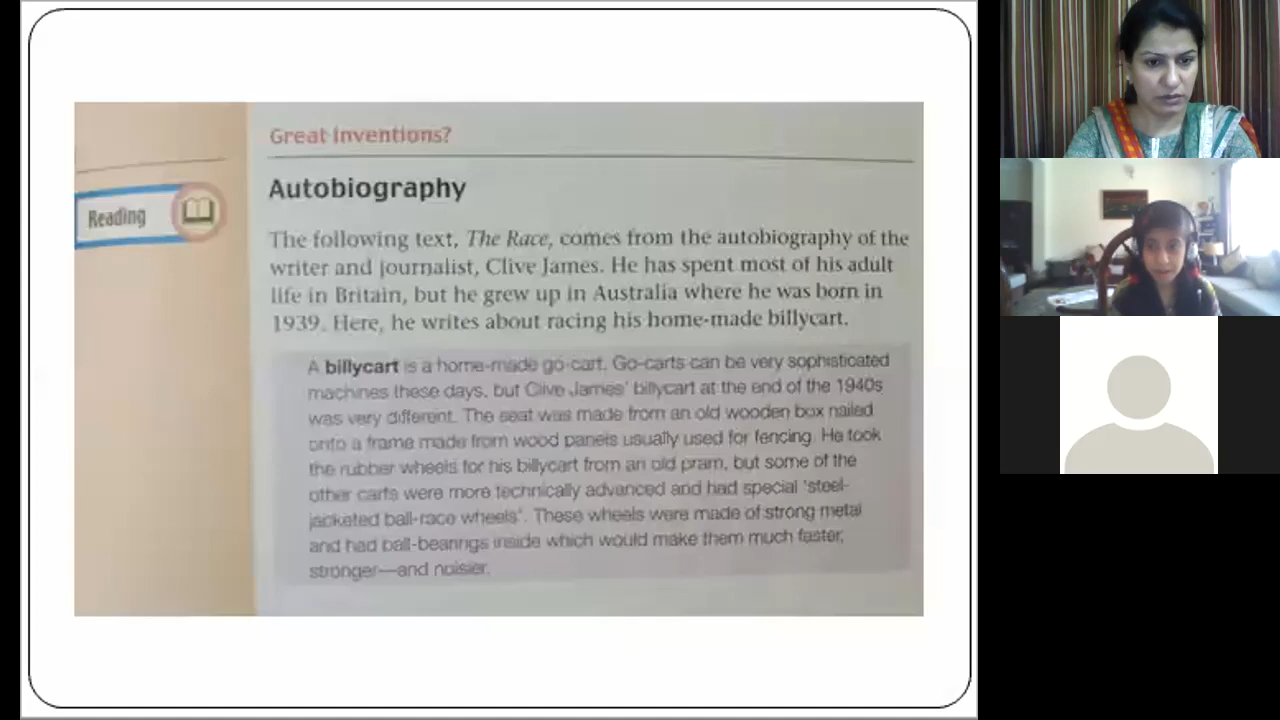 Great Inventions?
Autobiography
Reading
The following text, The Race, comes from the autobiography of the
writer and journalist, Clive James. He has spent most of his adult
life in Britain, but he grew up in Australia where he was born in
1939. Here, he writes about racing his home-made billycart.
A billycart is a home-made go-cart. Go-carts can be very sophisticated
machines these days, but Clive James' billycart at the end of the 1940s
was very different. The seat was made from an old wooden box nailed
onto a frame made from wood panels usually used for fencing. He took
the rubber wheels for his billycart from an old pram, but some of the
other carts were more technically advanced and had special 'steel-
jacketed ball-race wheels'. These wheels were made of strong metal
and had ball-bearings inside which would make them much faster,
stronger—and noisier.